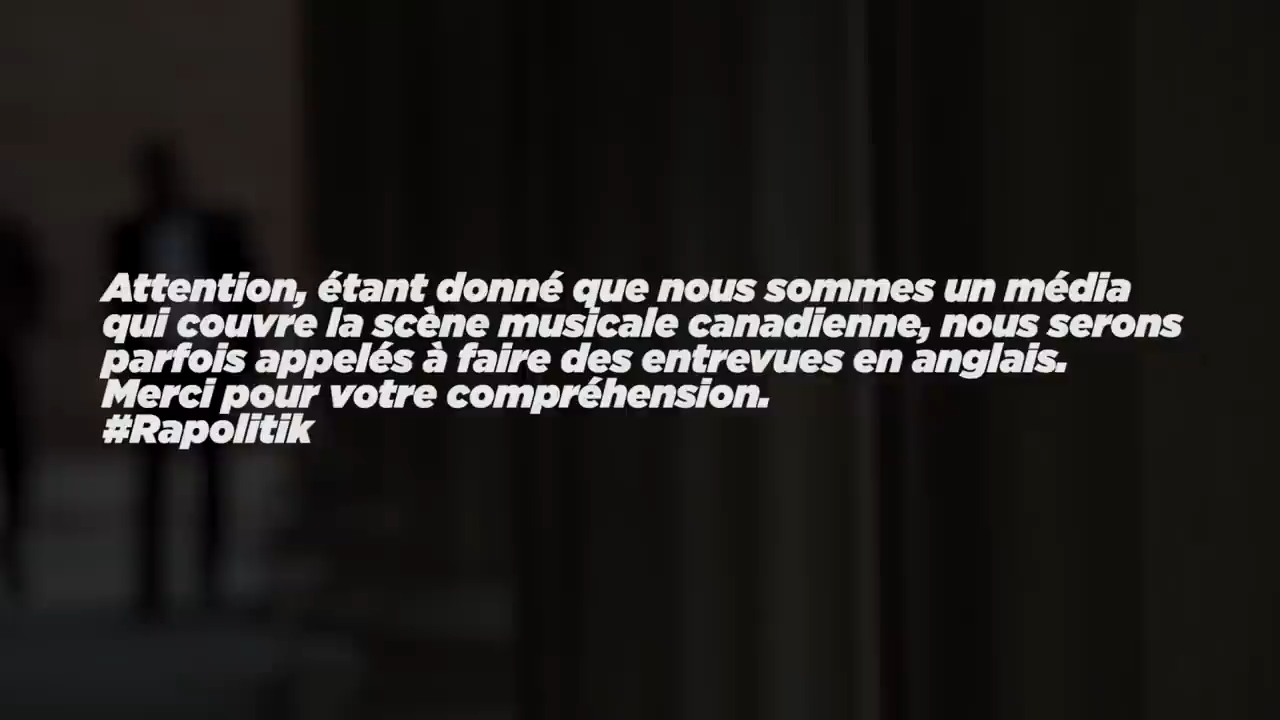 Attention, étant donné que nous sommes un média
qui couvre la scène musicale canadienne, nous serons
parfois appelés à faire des entrevues en anglais.
Merci pour votre compréhension.
#Rapolitik